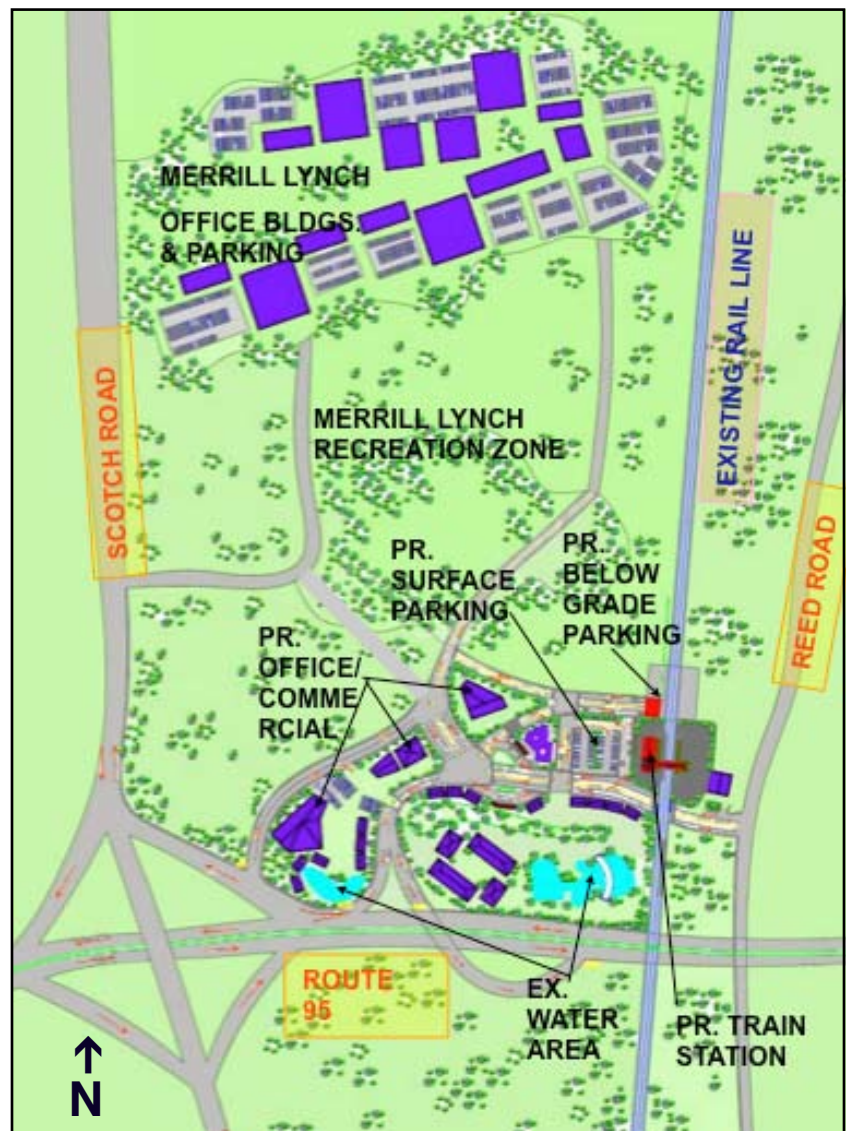 MERRILL LYNCH
OFFICE BLDGS.
& PARKING
SCOTCH ROAD
EXISTING RAIL LINE
MERRILL LYNCH
RECREATION ZONE
REED ROAD
PR.
SURFACE
PARKING
PR.
BELOW
GRADE
PARKING
PR.
OFFICE/
COMME
RCIAL
ROUTE
95
EX.
WATER
AREA
PR. TRAIN
STATION
N